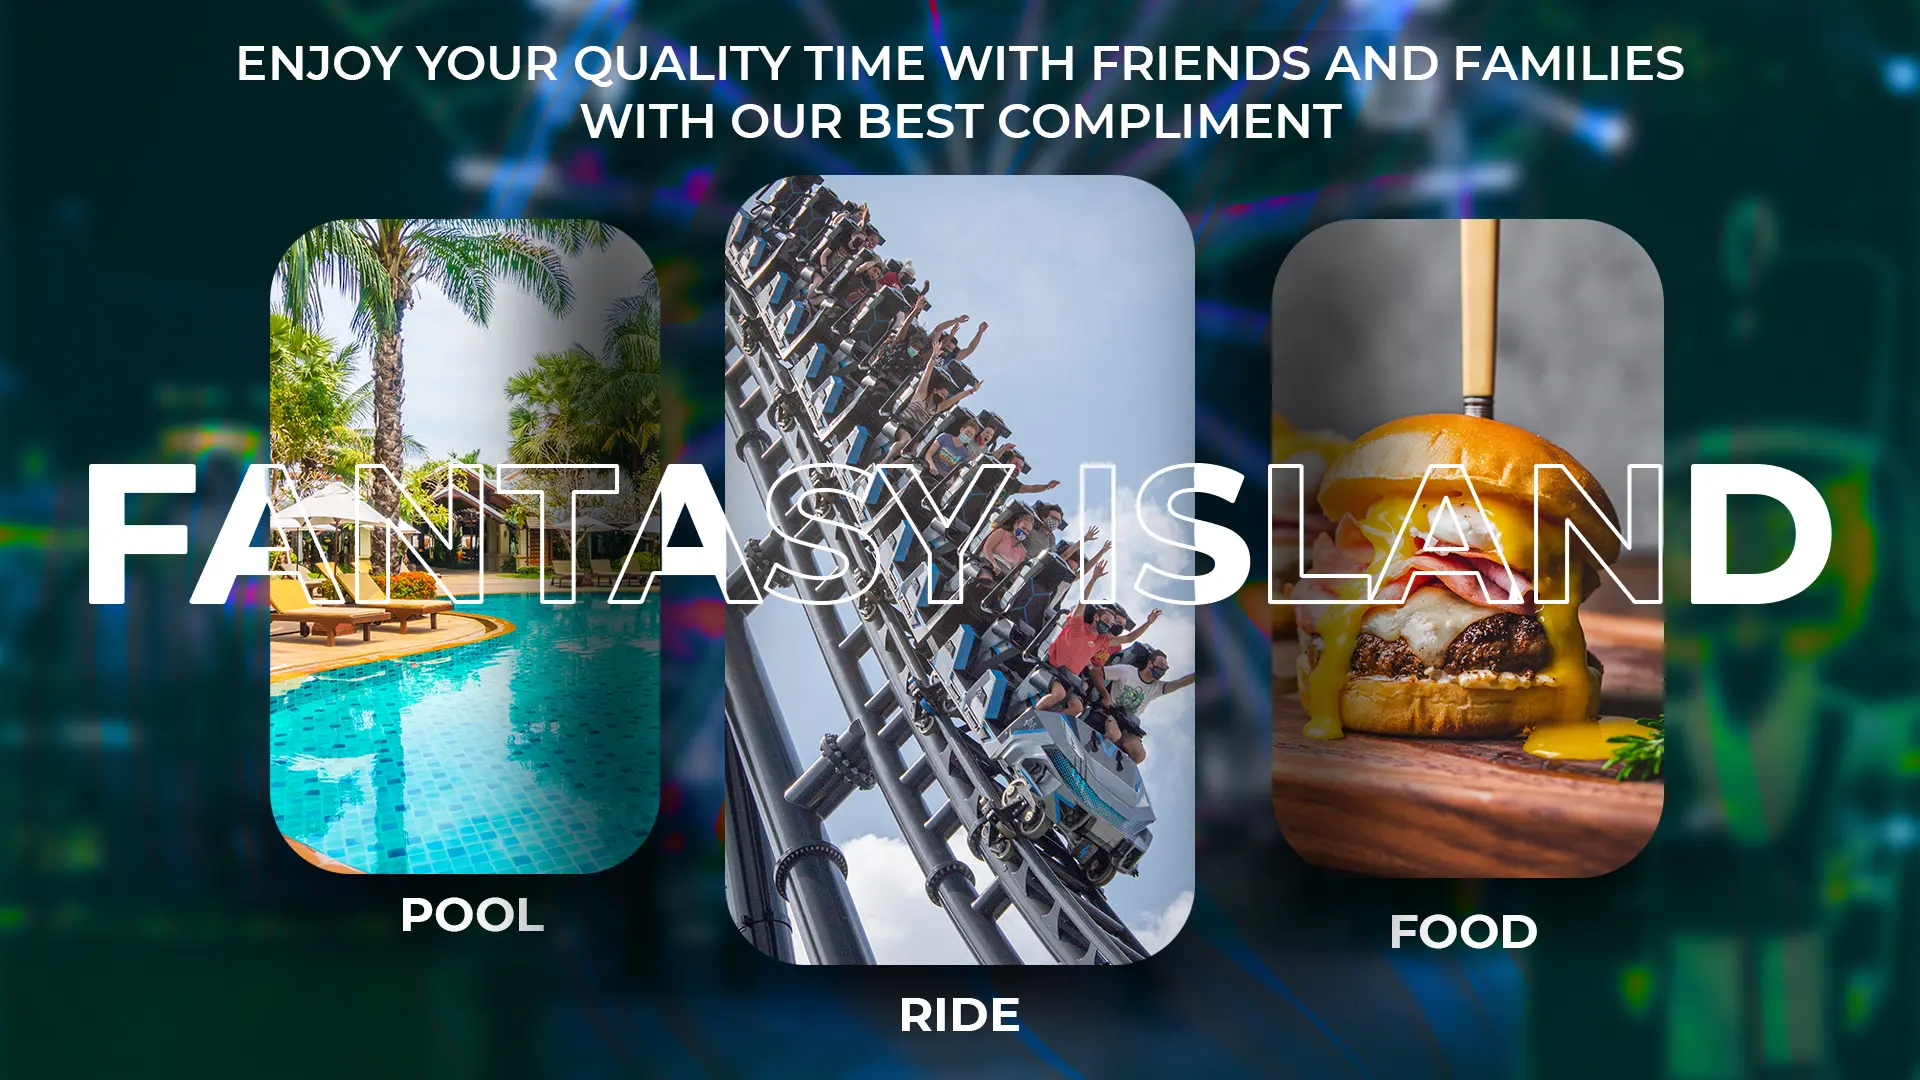 ENJOY YOUR QUALITY TIME WITH FRIENDS AND FAMILIES
WITH OUR BEST COMPLIMENT
FANTASY ISLAND
POOL
RIDE
FOOD